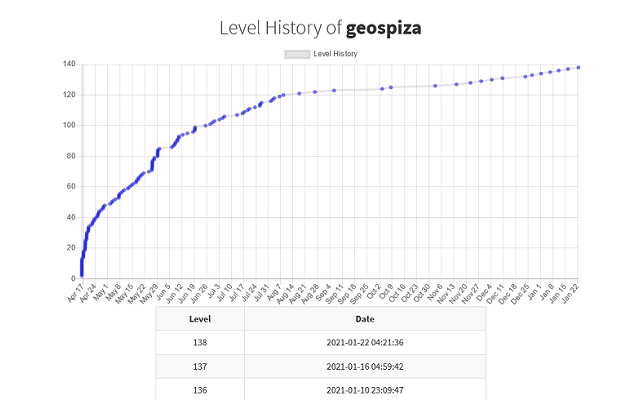 Level History of geospiza
Level History
140
120
100
80
60
40
20
0
Apr 17 Apr 24 May 1 May 8 May 15 May 22 May 29 Jun 5 Jun 12 Jun 19 Jun 26 Jul 3 Jul 10 Jul 17 Jul 24 Jul 31 Aug 7 Aug 14 Aug 21 Aug 28 Sep 4 Sep 11 Sep 18 Sep 25 Oct 2 Oct 9 Oct 16 Oct 23 Oct 30 Nov 6 Nov 13 Nov 20 Nov 27 Dec 4 Dec 11 Dec 18 Dec 25 Jan 1 Jan 8 Jan 15 Jan 22
Level Date
138 2021-01-22 04:21:36
137 2021-01-16 04:59:42
136 2021-01-10 23:09:47